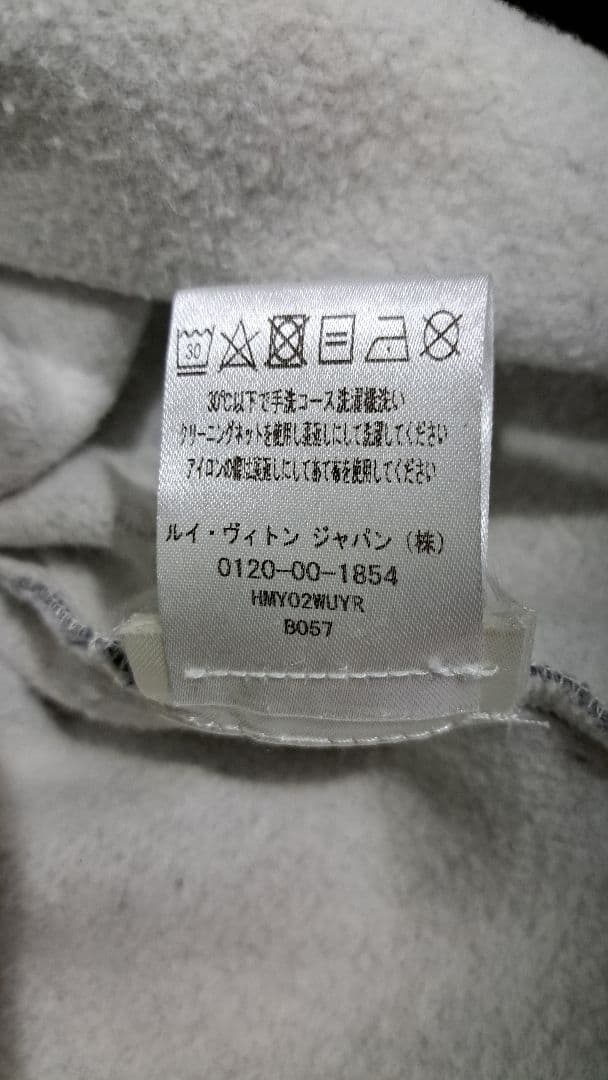 30
30℃以下で手洗コース洗濯機洗い
クリーニングネットを使用し裏返しにして洗濯してください
アイロンの際は裏返しにしてあて布を使用してください
ルイ・ヴィトン ジャパン(株)
0120-00-1854
HMY02WUYR
B057